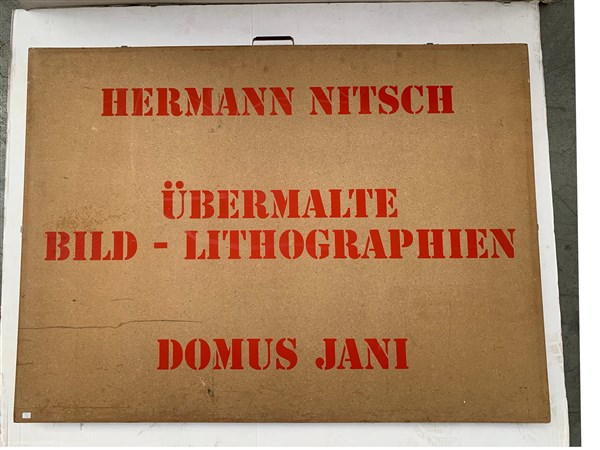 HERMANN NITSCH
ÜBERMALTE
BILD - LITHOGRAPHIEN
DOMUS JANI